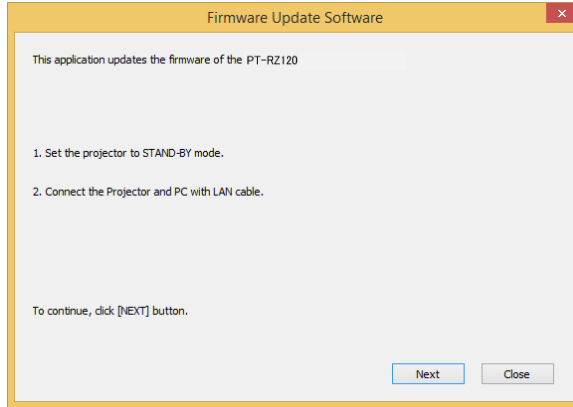 Firmware Update Software
This application updates the firmware of the PT-RZ120
1. Set the projector to STAND-BY mode.
2. Connect the Projector and PC with LAN cable.
To continue, click [NEXT] button.
Next
Close